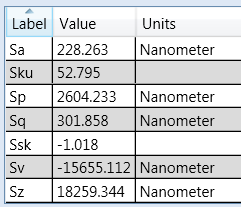 Label Value Units
Sa 228.263 Nanometer
Sku 52.795
Sp 2604.233 Nanometer
Sq 301.858 Nanometer
Ssk -1.018
Sv -15655.112 Nanometer
Sz 18259.344 Nanometer